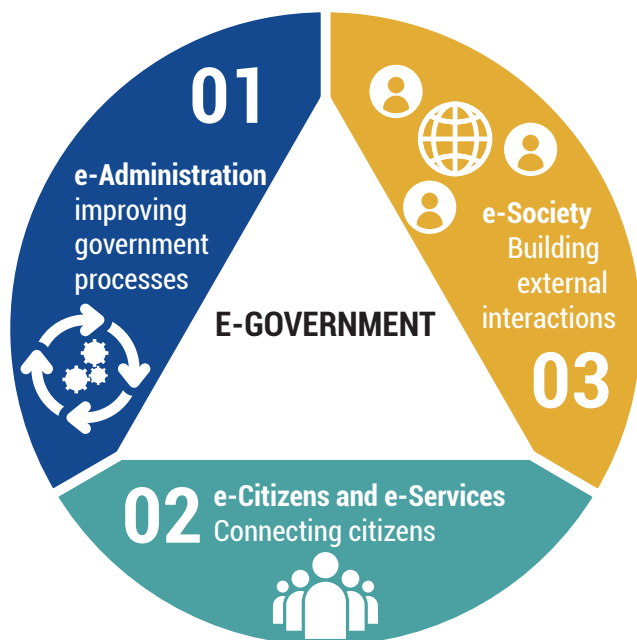 01
e-Administration
improving
government
processes
E-GOVERNMENT
02
e-Citizens and e-Services
Connecting citizens
e-Society
Building
external
interactions
03